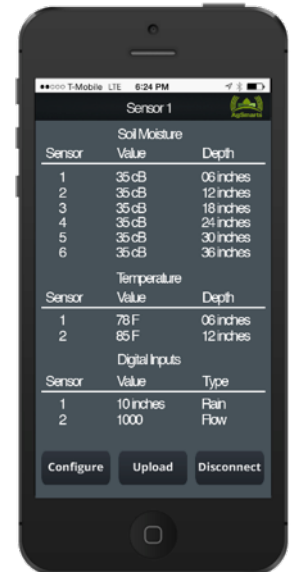 T-Mobile LTE 6:24 PM
Sensor 1
AgSmarts
Soil Moisture
Sensor Value Depth
1 35 cB 06 inches
2 35 cB 12 inches
3 35 cB 18 inches
4 35 cB 24 inches
5 35 cB 30 inches
6 35 cB 36 inches
Temperature
Sensor Value Depth
1 78 F 06 inches
2 85 F 12 inches
Digital Inputs
Sensor Value Type
1 10 inches Rain
2 1000 Flow
Configure Upload Disconnect